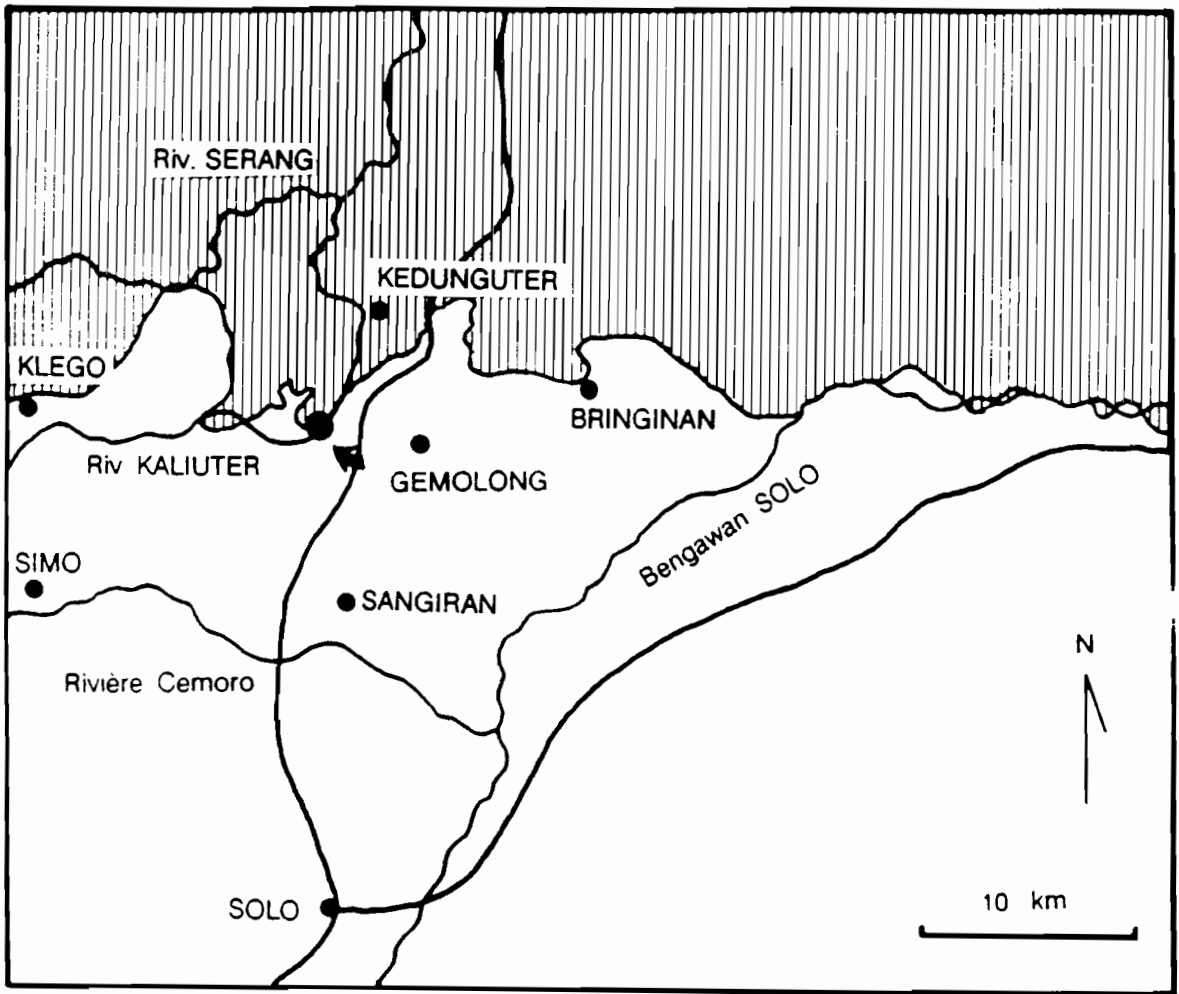 Riv. SERANG
KEDUNGUTER
KLEGO
BRINGINAN
Riv KALIUTER
GEMOLONG
Bengawan SOLO
SIMO
SANGIRAN
N
Rivière Cemoro
SOLO
10 km